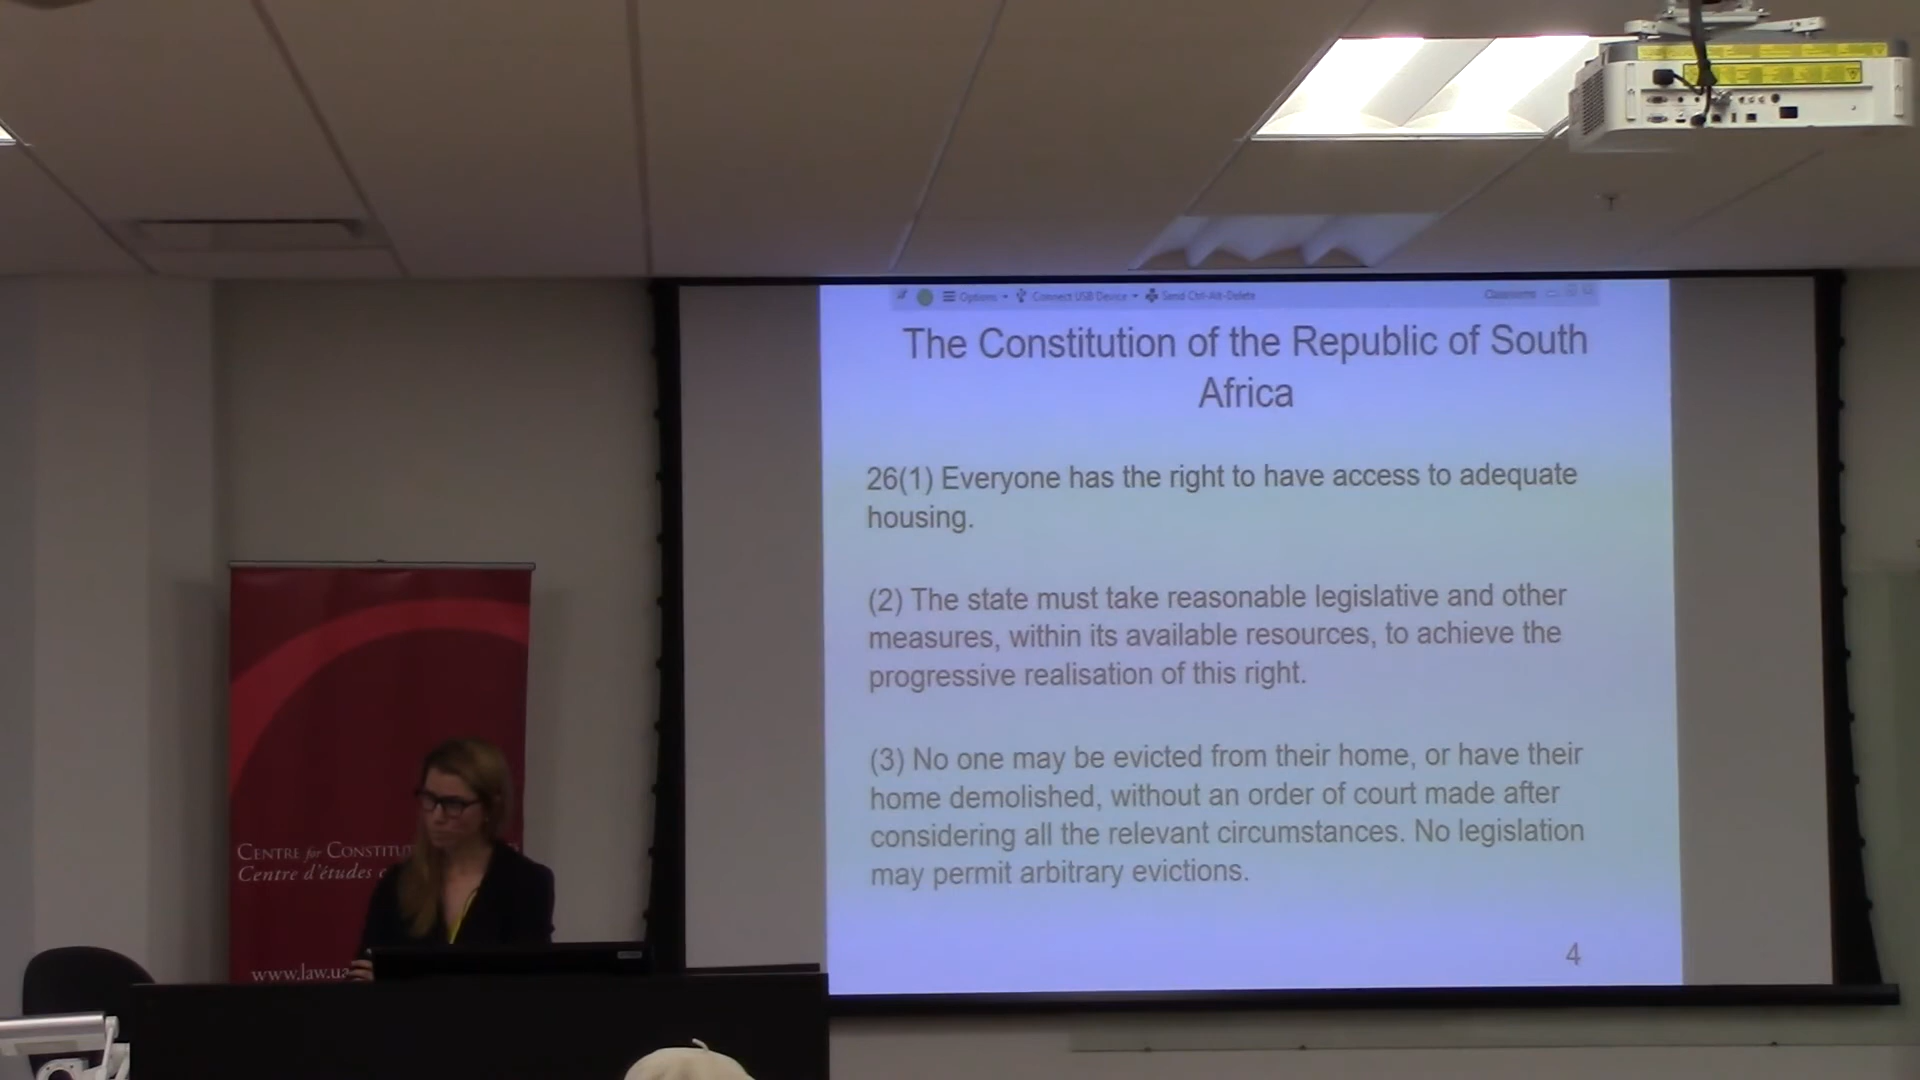 Options
Connect USB Device
Send Ctrl-Alt-Delete
Classrooms
The Constitution of the Republic of South
Africa
26(1) Everyone has the right to have access to adequate
housing.
(2) The state must take reasonable legislative and other
measures, within its available resources, to achieve the
progressive realisation of this right.
(3) No one may be evicted from their home, or have their
home demolished, without an order of court made after
considering all the relevant circumstances. No legislation
may permit arbitrary evictions.
4
CENTRE for CONSTITU
Centre d'études c
www.law.ua